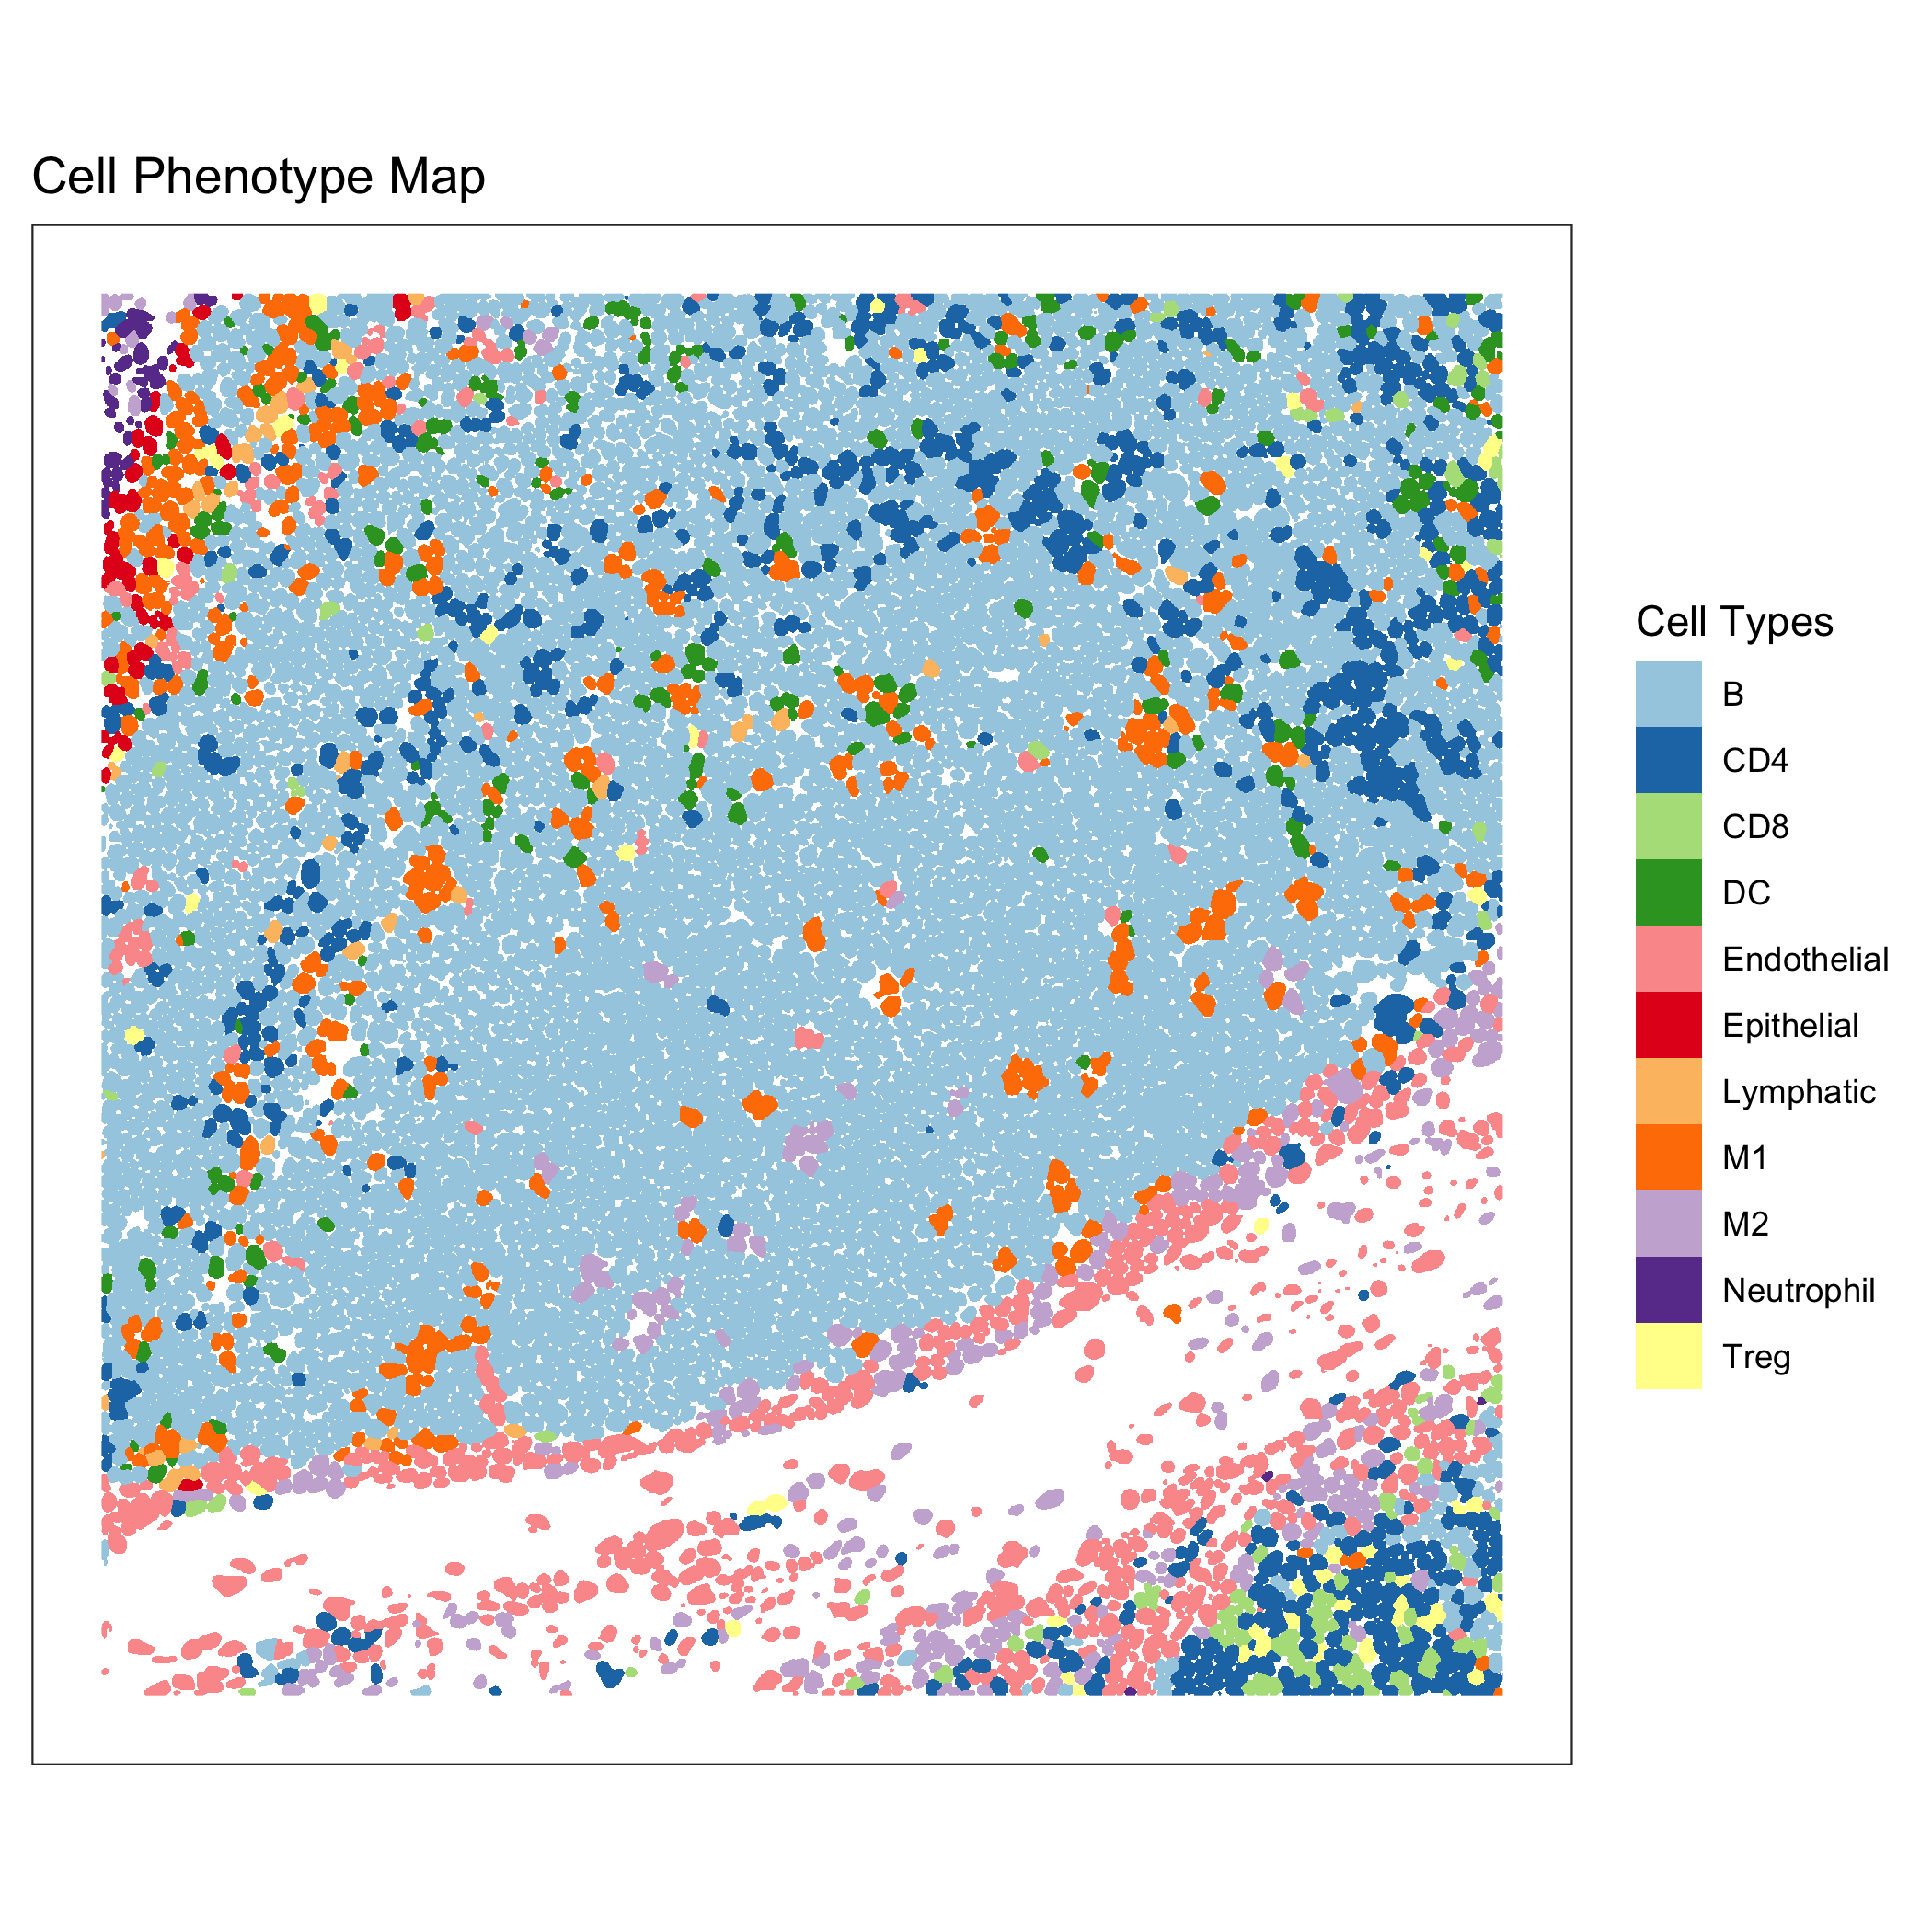 Cell Phenotype Map
Cell Types
B
CD4
CD8
DC
Endothelial
Epithelial
Lymphatic
M1
M2
Neutrophil
Treg